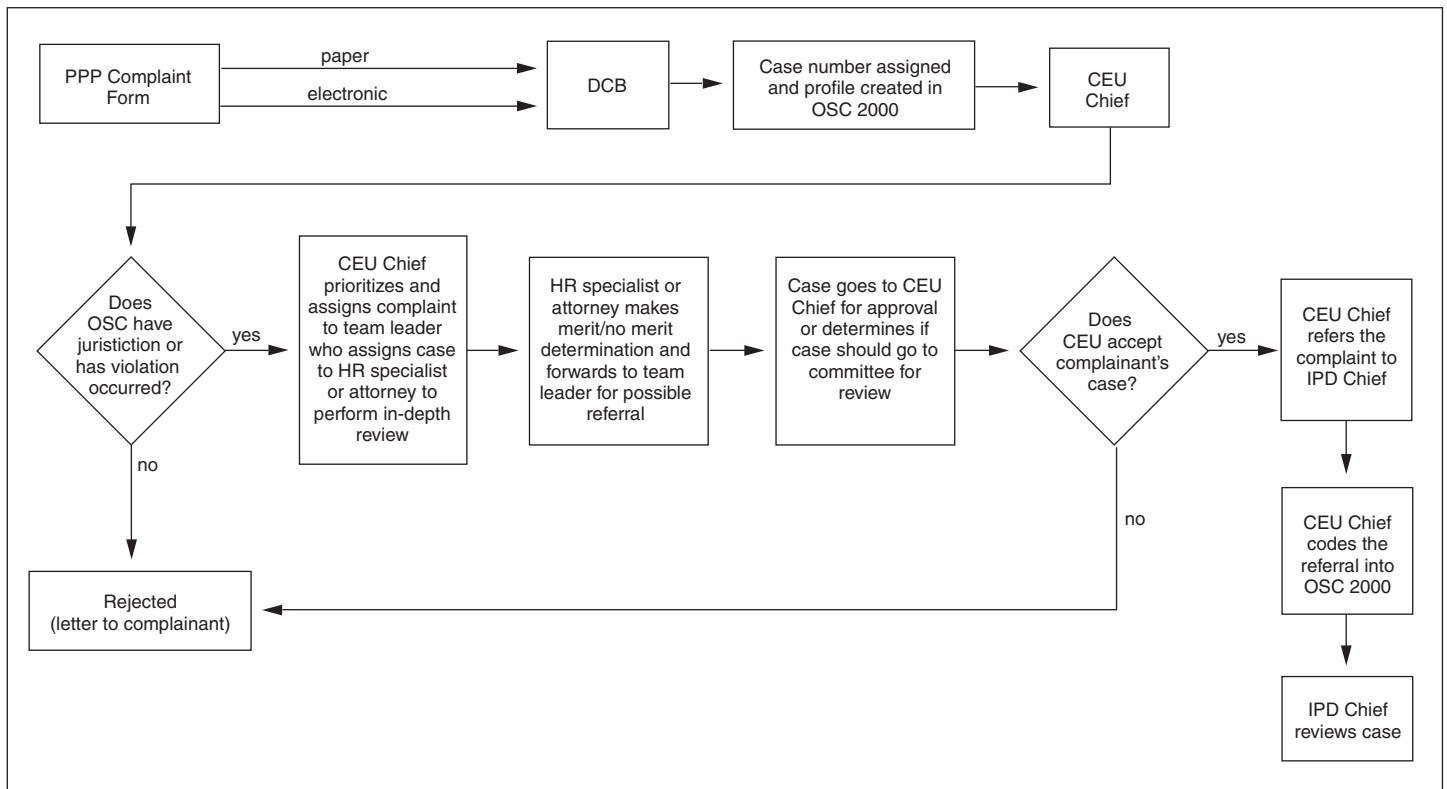 PPP Complaint
Form
paper
electronic
DCB
Case number assigned
and profile created in
OSC 2000
CEU
Chief
Does
OSC have
juristiction or
has violation
occurred?
yes
no
CEU Chief
prioritizes and
assigns complaint
to team leader
who assigns case
to HR specialist
or attorney to
perform in-depth
review
HR specialist or
attorney makes
merit/no merit
determination and
forwards to team
leader for possible
referral
Case goes to CEU
Chief for approval
or determines if
case should go to
committee for
review
Does
CEU accept
complainant's
case?
yes
no
CEU Chief
refers the
complaint to
IPD Chief
CEU Chief
codes the
referral into
OSC 2000
IPD Chief
reviews case
Rejected
(letter to complainant)